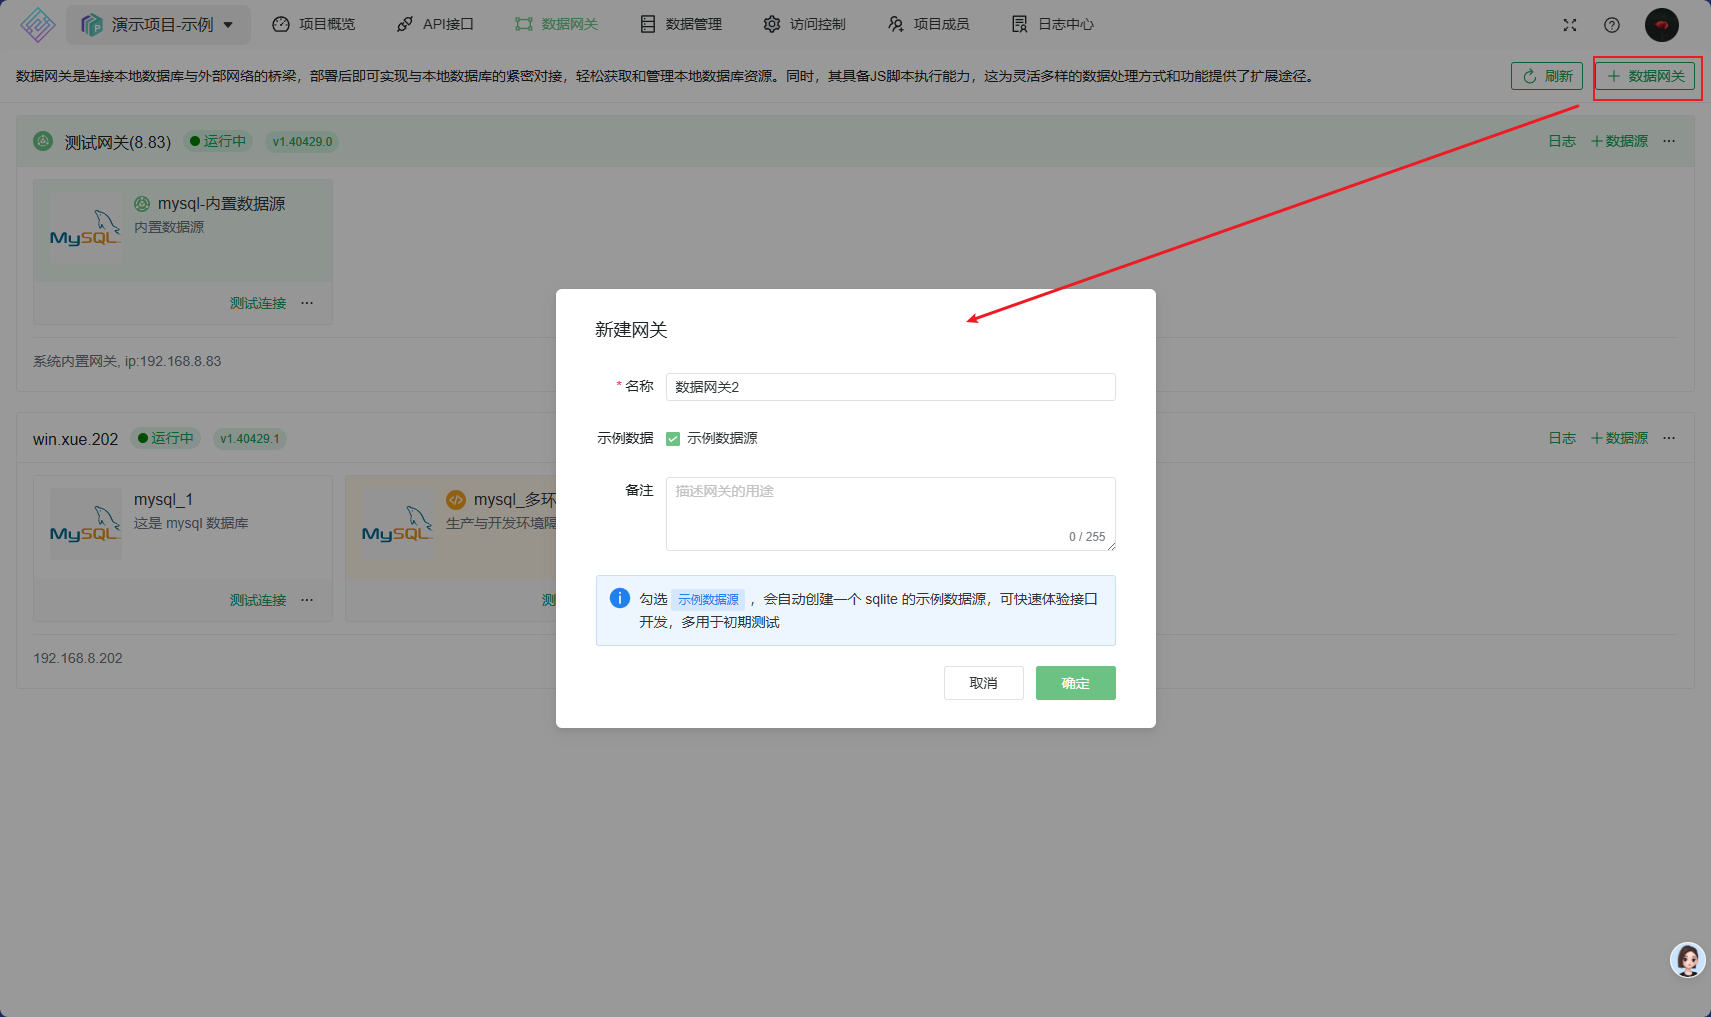 演示项目-示例
项目概览
API接口
数据网关
数据管理
访问控制
项目成员
日志中心
数据网关是连接本地数据库与外部网络的桥梁，部署后即可实现与本地数据库的紧密对接，轻松获取和管理本地数据库资源。同时，其具备JS脚本执行能力，这为灵活多样的数据处理方式和功能提供了扩展途径。
刷新
+ 数据网关
测试网关(8.83)
运行中
v1.40429.0
日志
+数据源
...
MySQL
mysql-内置数据源
内置数据源
测试连接
...
系统内置网关, ip:192.168.8.83
新建网关
* 名称
数据网关2
示例数据
示例数据源
备注
描述网关的用途
0 / 255
勾选 示例数据源 ，会自动创建一个 sqlite 的示例数据源，可快速体验接口
开发，多用于初期测试
取消
确定
win.xue.202
运行中
v1.40429.1
日志
+数据源
...
MySQL
mysql_1
这是 mysql 数据库
测试连接
...
MySQL
mysql_多环
生产与开发环境隔
测
192.168.8.202